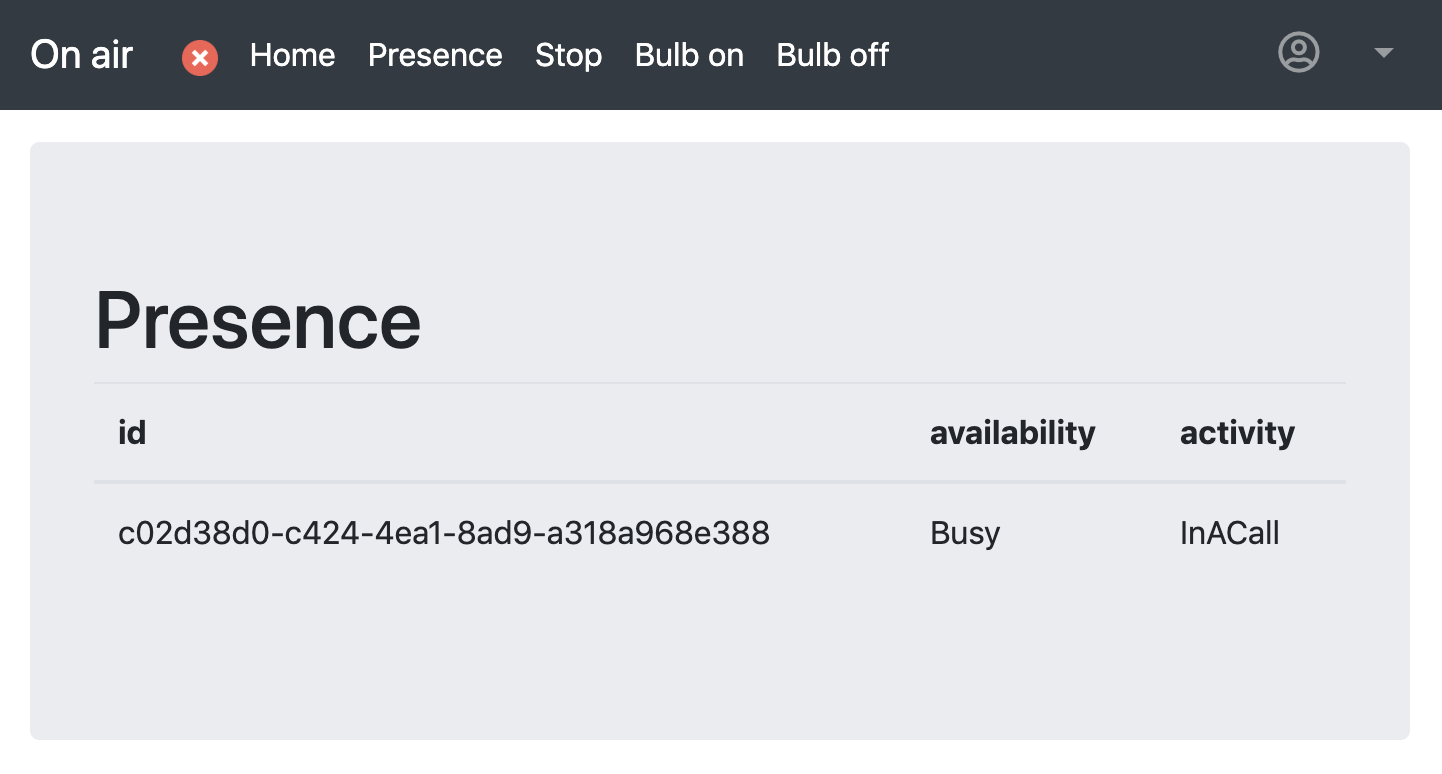 On air Home Presence Stop Bulb on Bulb off
Presence
id availability activity
c02d38d0-c424-4ea1-8ad9-a318a968e388 Busy InACall